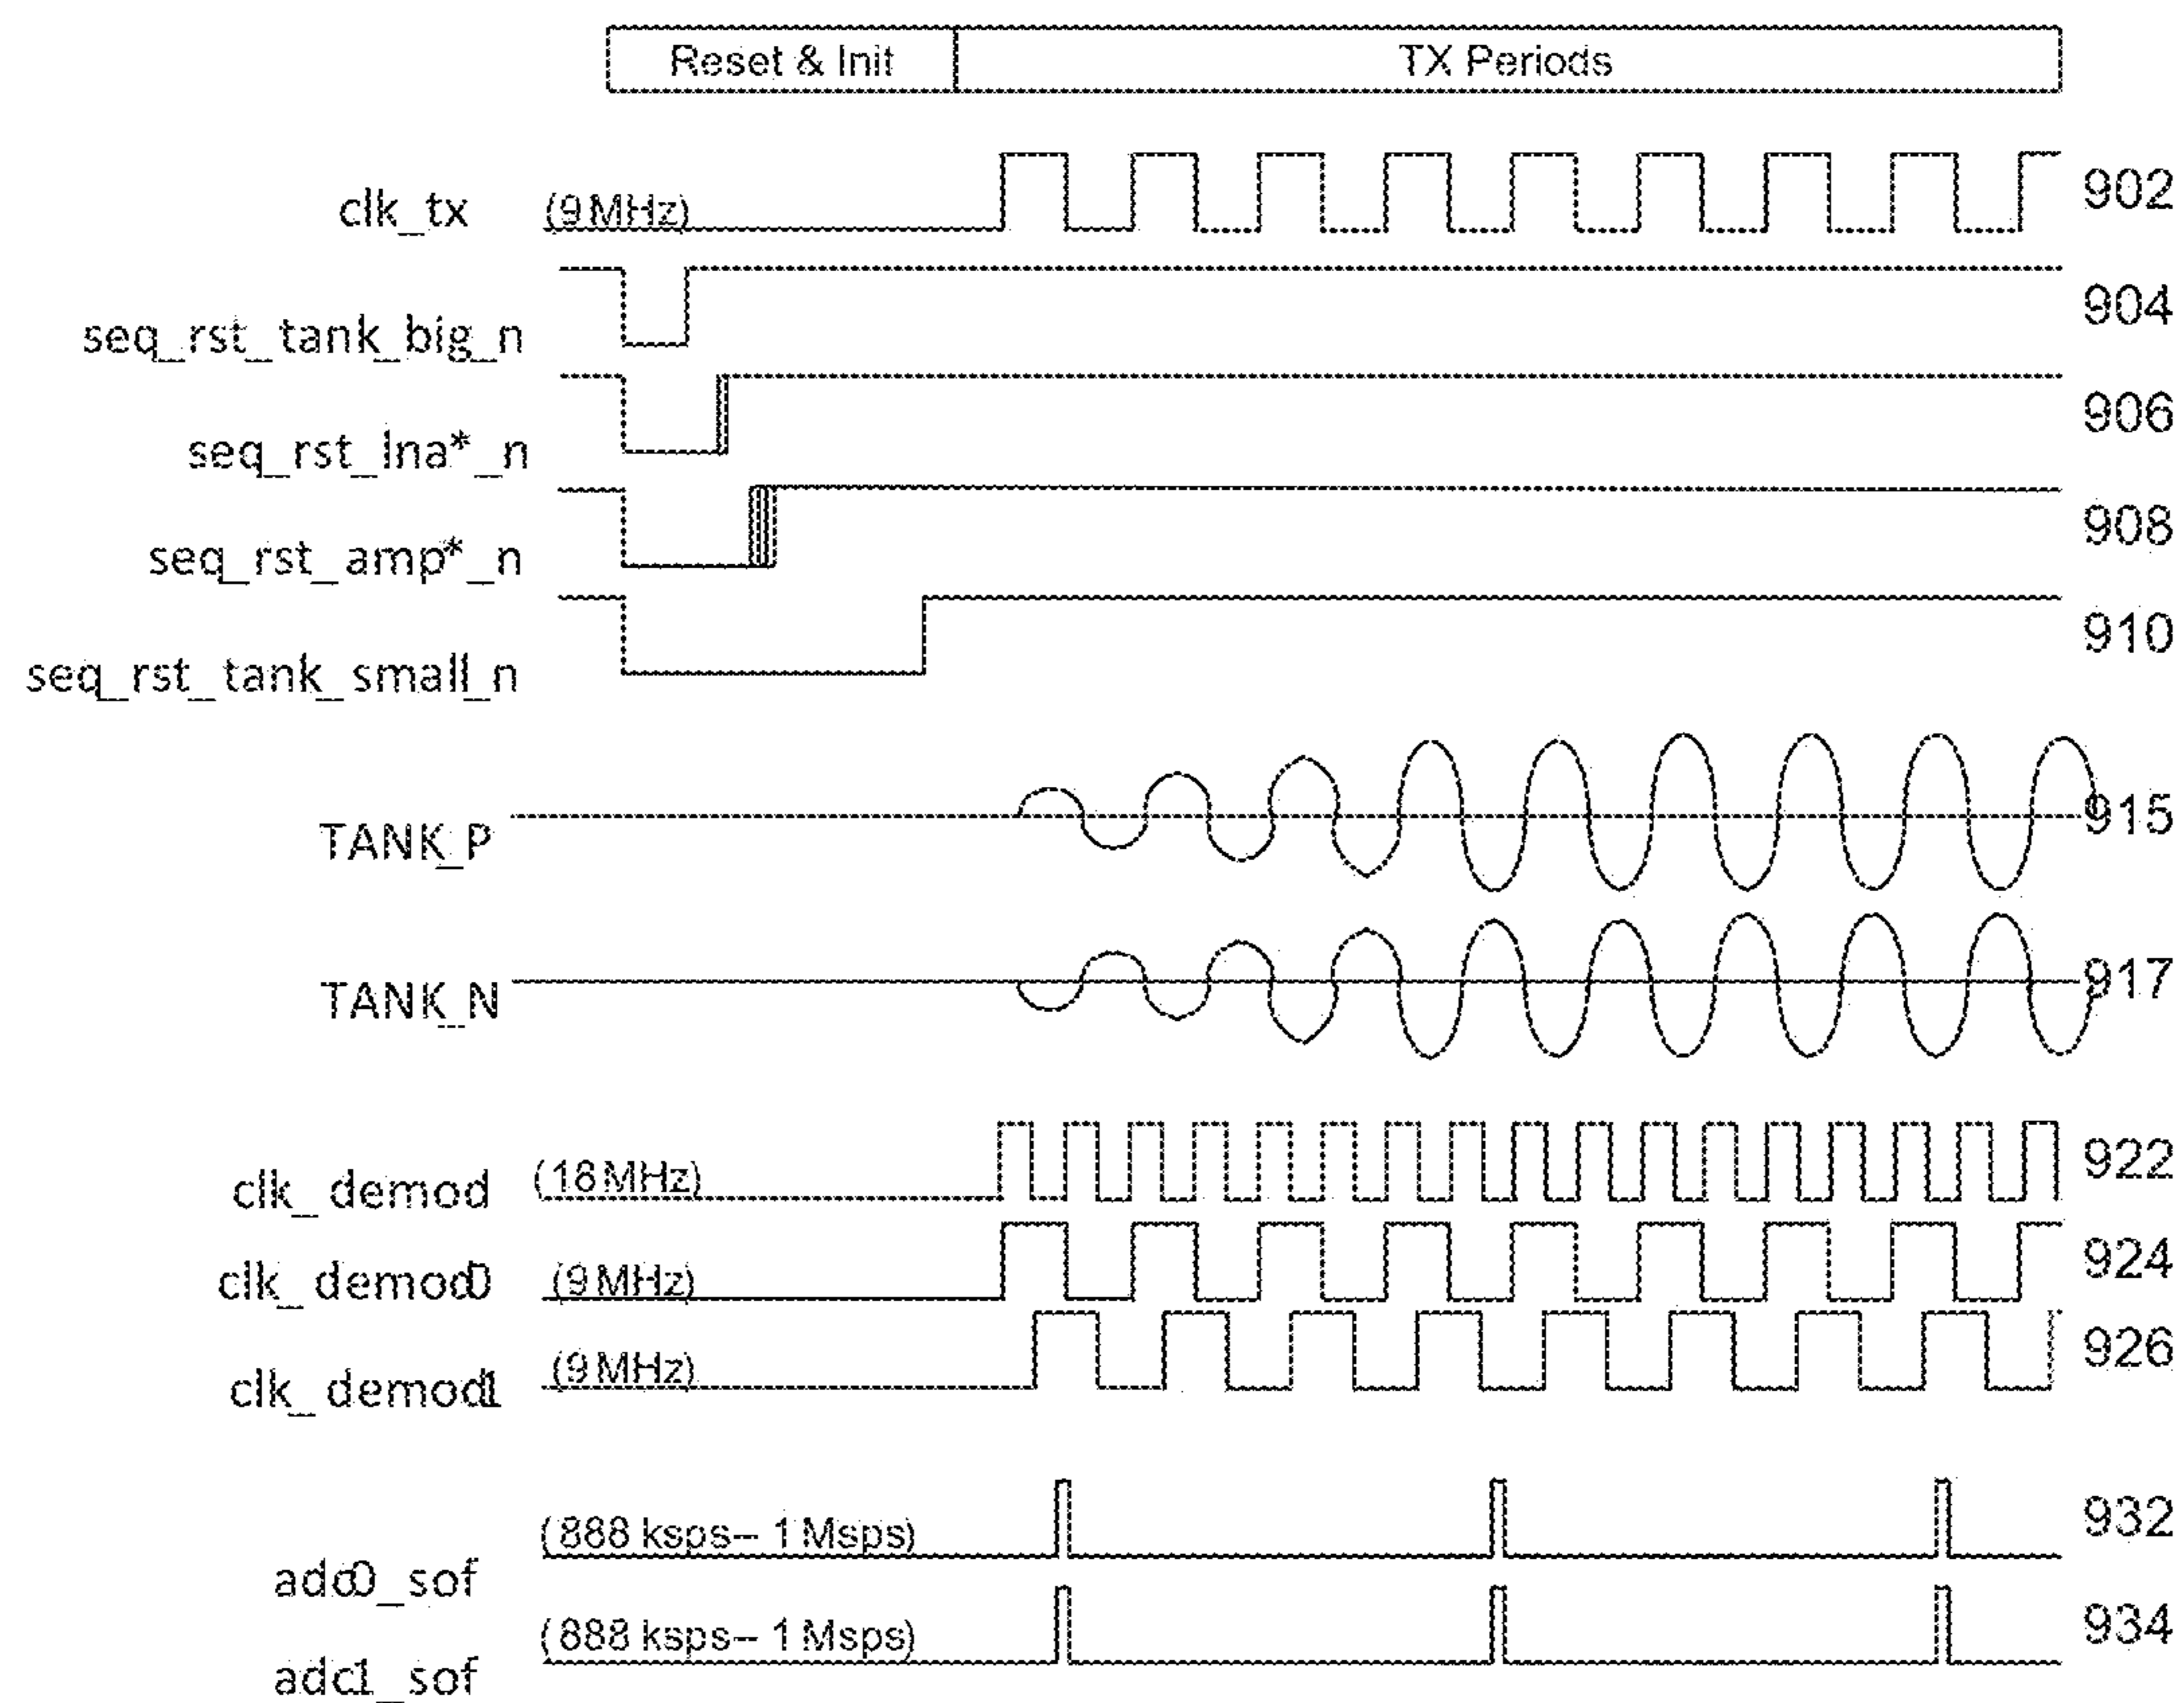 Reset & Init TX Periods
clk_tx (9 MHz) 902
seq_rst_tank_big_n 904
seq_rst_lna*_n 906
seq_rst_amp*_n 908
seq_rst_tank_small_n 910
TANK_P 915
TANK_N 917
clk_demod (18 MHz) 922
clk_demod0 (9 MHz) 924
clk_demod1 (9 MHz) 926
adc0_sof (888 ksps– 1 Msps) 932
adc1_sof (888 ksps– 1 Msps) 934